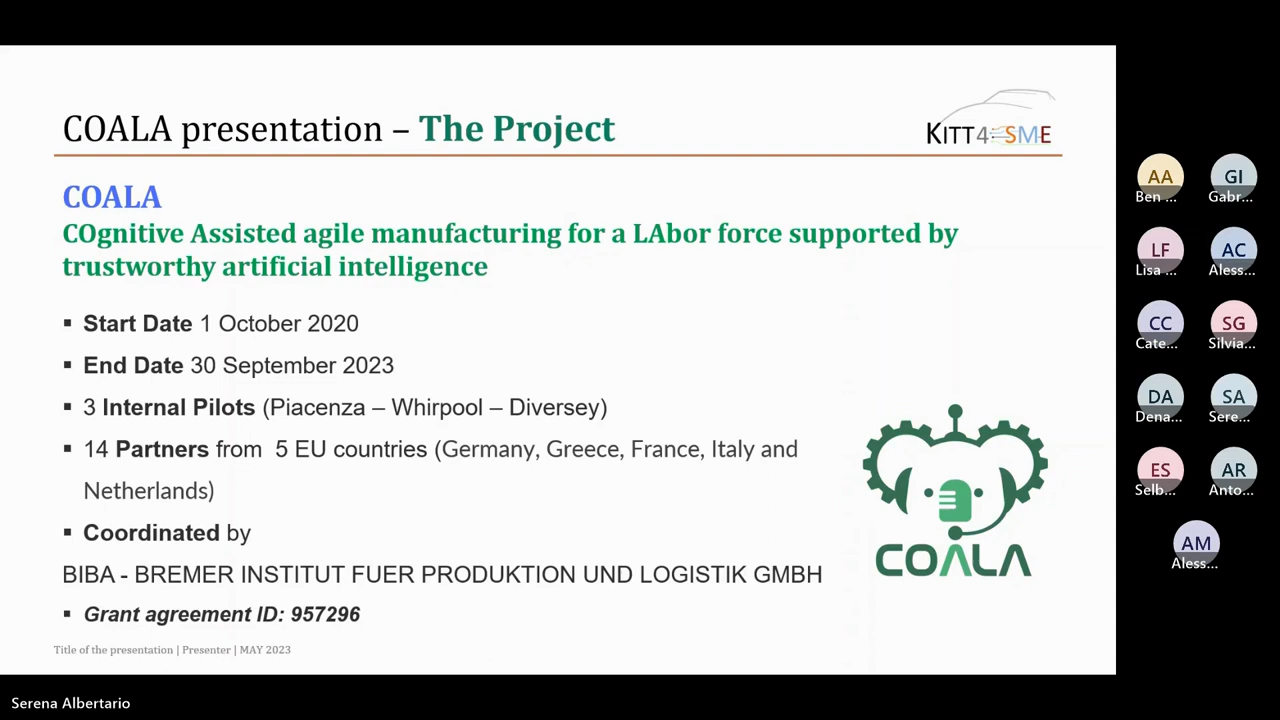 COALA presentation – The Project
KITT4SME
COALA
COgnitive Assisted agile manufacturing for a LAbor force supported by
trustworthy artificial intelligence
▪ Start Date 1 October 2020
▪ End Date 30 September 2023
▪ 3 Internal Pilots (Piacenza – Whirpool – Diversey)
▪ 14 Partners from 5 EU countries (Germany, Greece, France, Italy and
Netherlands)
▪ Coordinated by
BIBA - BREMER INSTITUT FUER PRODUKTION UND LOGISTIK GMBH
▪ Grant agreement ID: 957296
COALA
Title of the presentation | Presenter | MAY 2023
AA
Ben ...
GI
Gabr...
LF
Lisa ...
AC
Aless...
CC
Cate...
SG
Silvia...
DA
Dena...
SA
Sere...
ES
Selb...
AR
Anto...
AM
Aless...
Serena Albertario